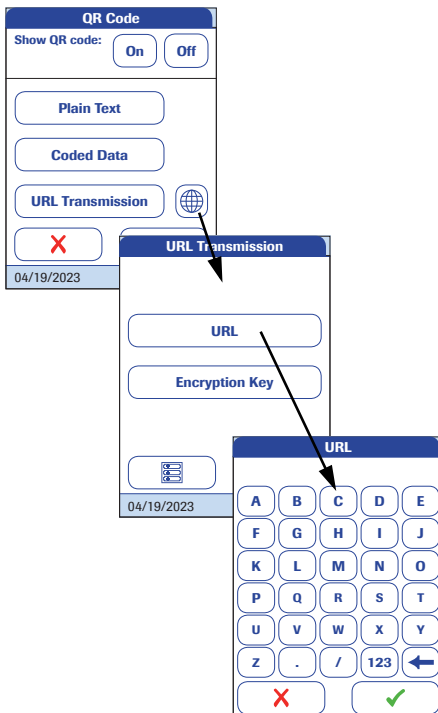 QR Code
Show QR code: On Off
Plain Text
Coded Data
URL Transmission
04/19/2023
URL Transmission
URL
Encryption Key
04/19/2023
URL
A B C D E
F G H I J
K L M N O
P Q R S T
U V W X Y
Z . / 123